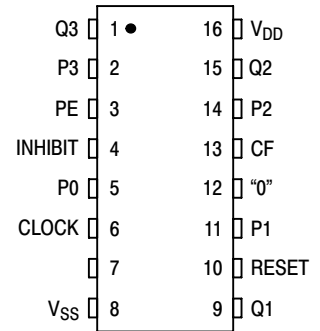 Q3 1 16 VDD
P3 2 15 Q2
PE 3 14 P2
INHIBIT 4 13 CF
P0 5 12 “0”
CLOCK 6 11 P1
7 10 RESET
VSS 8 9 Q1